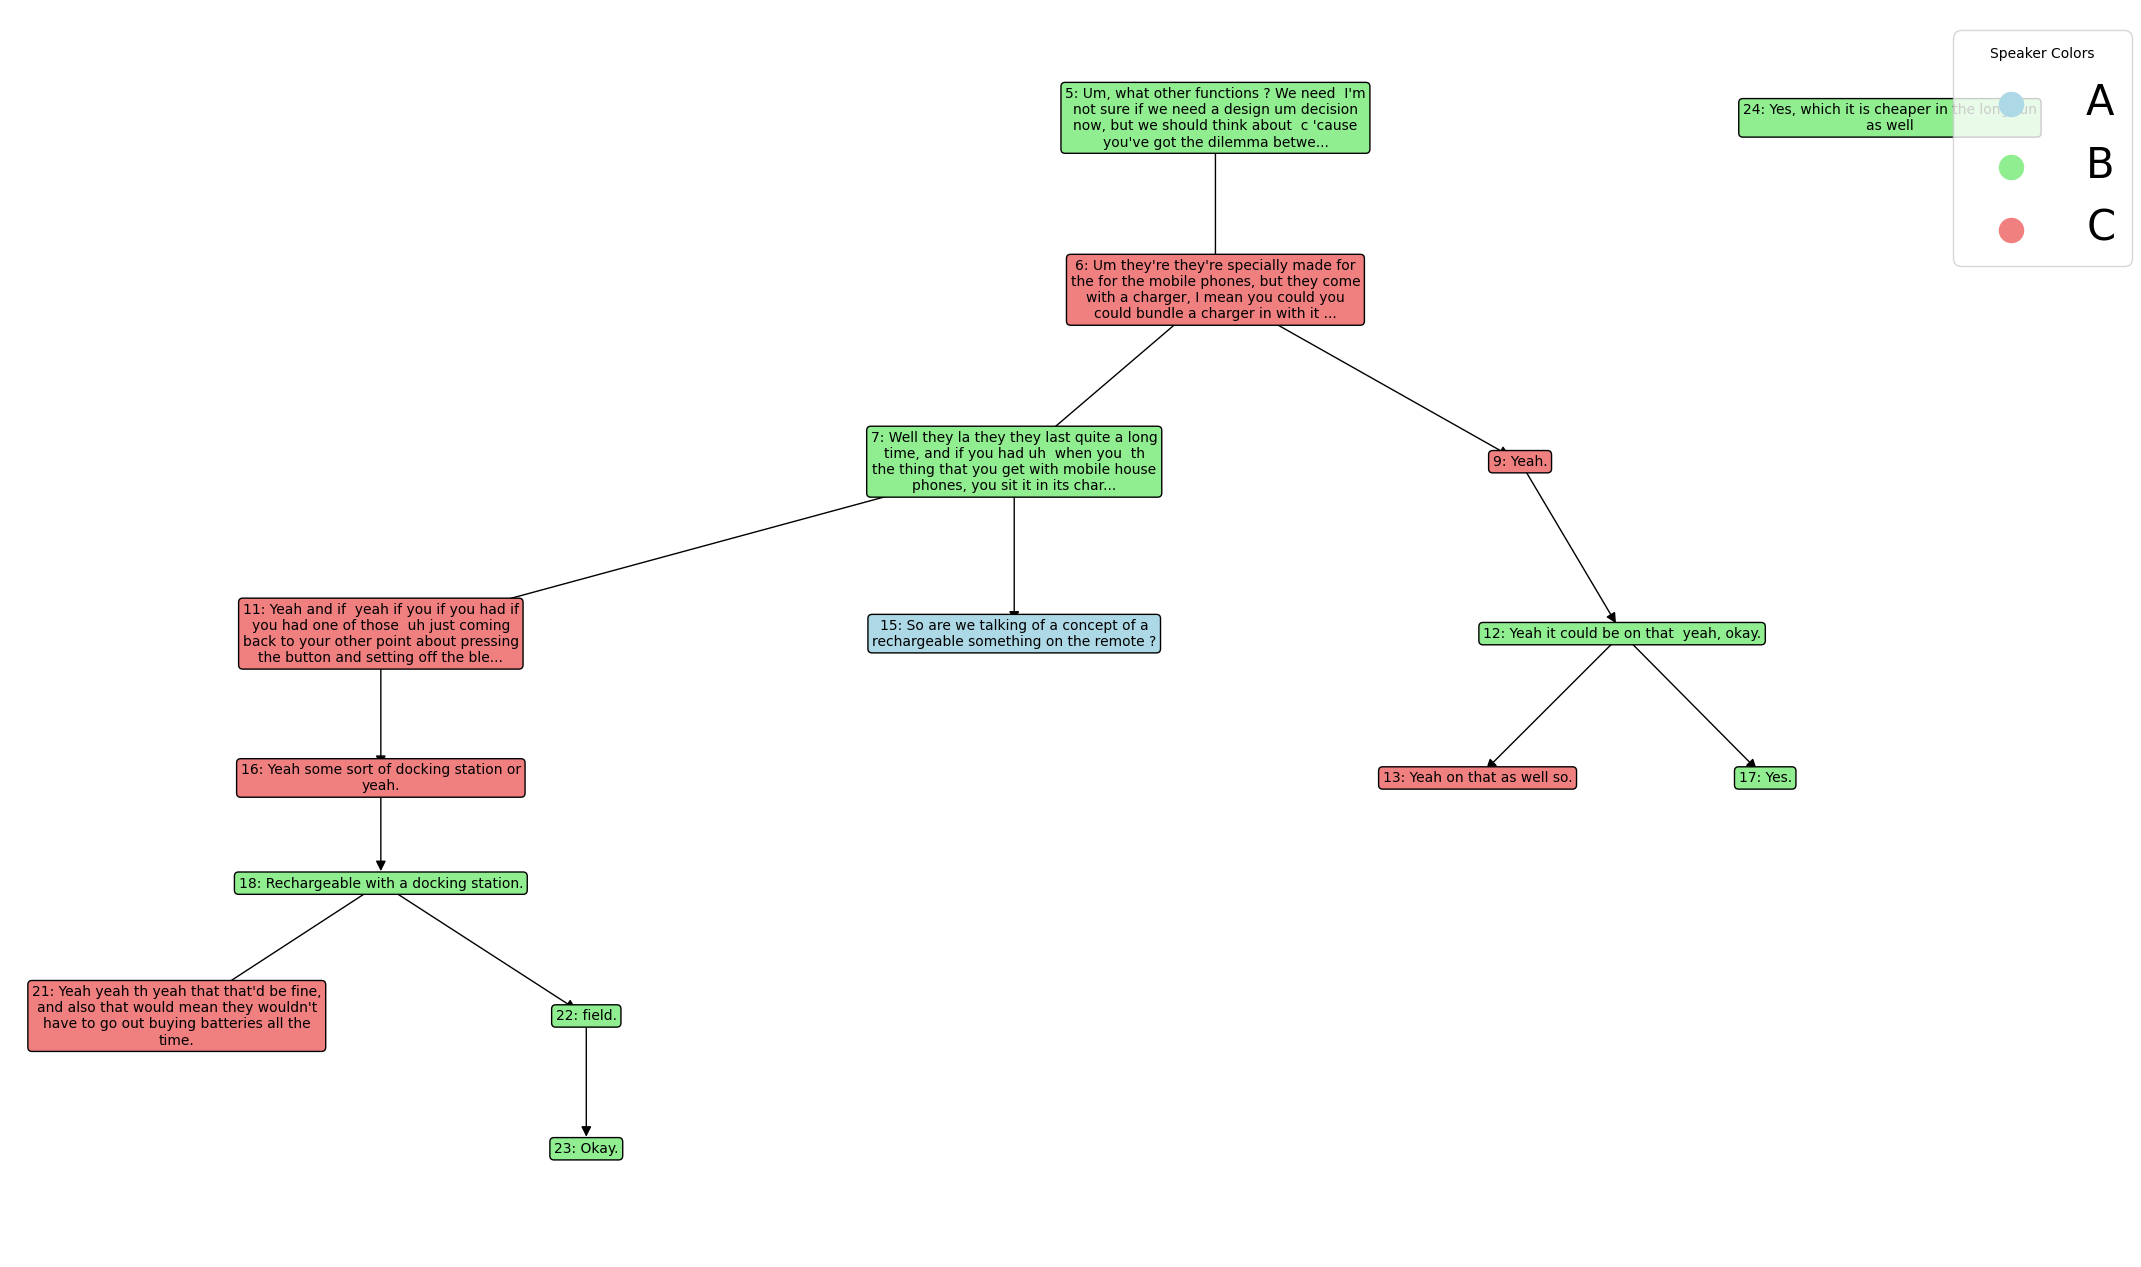 Speaker Colors
A
B
C
5: Um, what other functions ? We need  I'm
not sure if we need a design um decision
now, but we should think about  c 'cause
you've got the dilemma betwe...
24: Yes, which it is cheaper in the long run
as well
6: Um they're they're specially made for
the for the mobile phones, but they come
with a charger, I mean you could you
could bundle a charger in with it ...
7: Well they la they they last quite a long
time, and if you had uh  when you  th
the thing that you get with mobile house
phones, you sit it in its char...
9: Yeah.
11: Yeah and if  yeah if you if you had if
you had one of those  uh just coming
back to your other point about pressing
the button and setting off the ble...
15: So are we talking of a concept of a
rechargeable something on the remote ?
12: Yeah it could be on that  yeah, okay.
16: Yeah some sort of docking station or
yeah.
13: Yeah on that as well so.
17: Yes.
18: Rechargeable with a docking station.
21: Yeah yeah th yeah that that'd be fine,
and also that would mean they wouldn't
have to go out buying batteries all the
time.
22: field.
23: Okay.